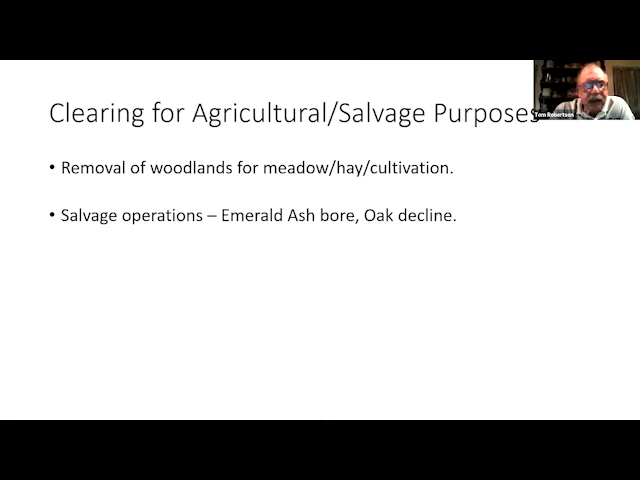 Clearing for Agricultural/Salvage Purposes
Tom Robertson
• Removal of woodlands for meadow/hay/cultivation.
• Salvage operations – Emerald Ash bore, Oak decline.